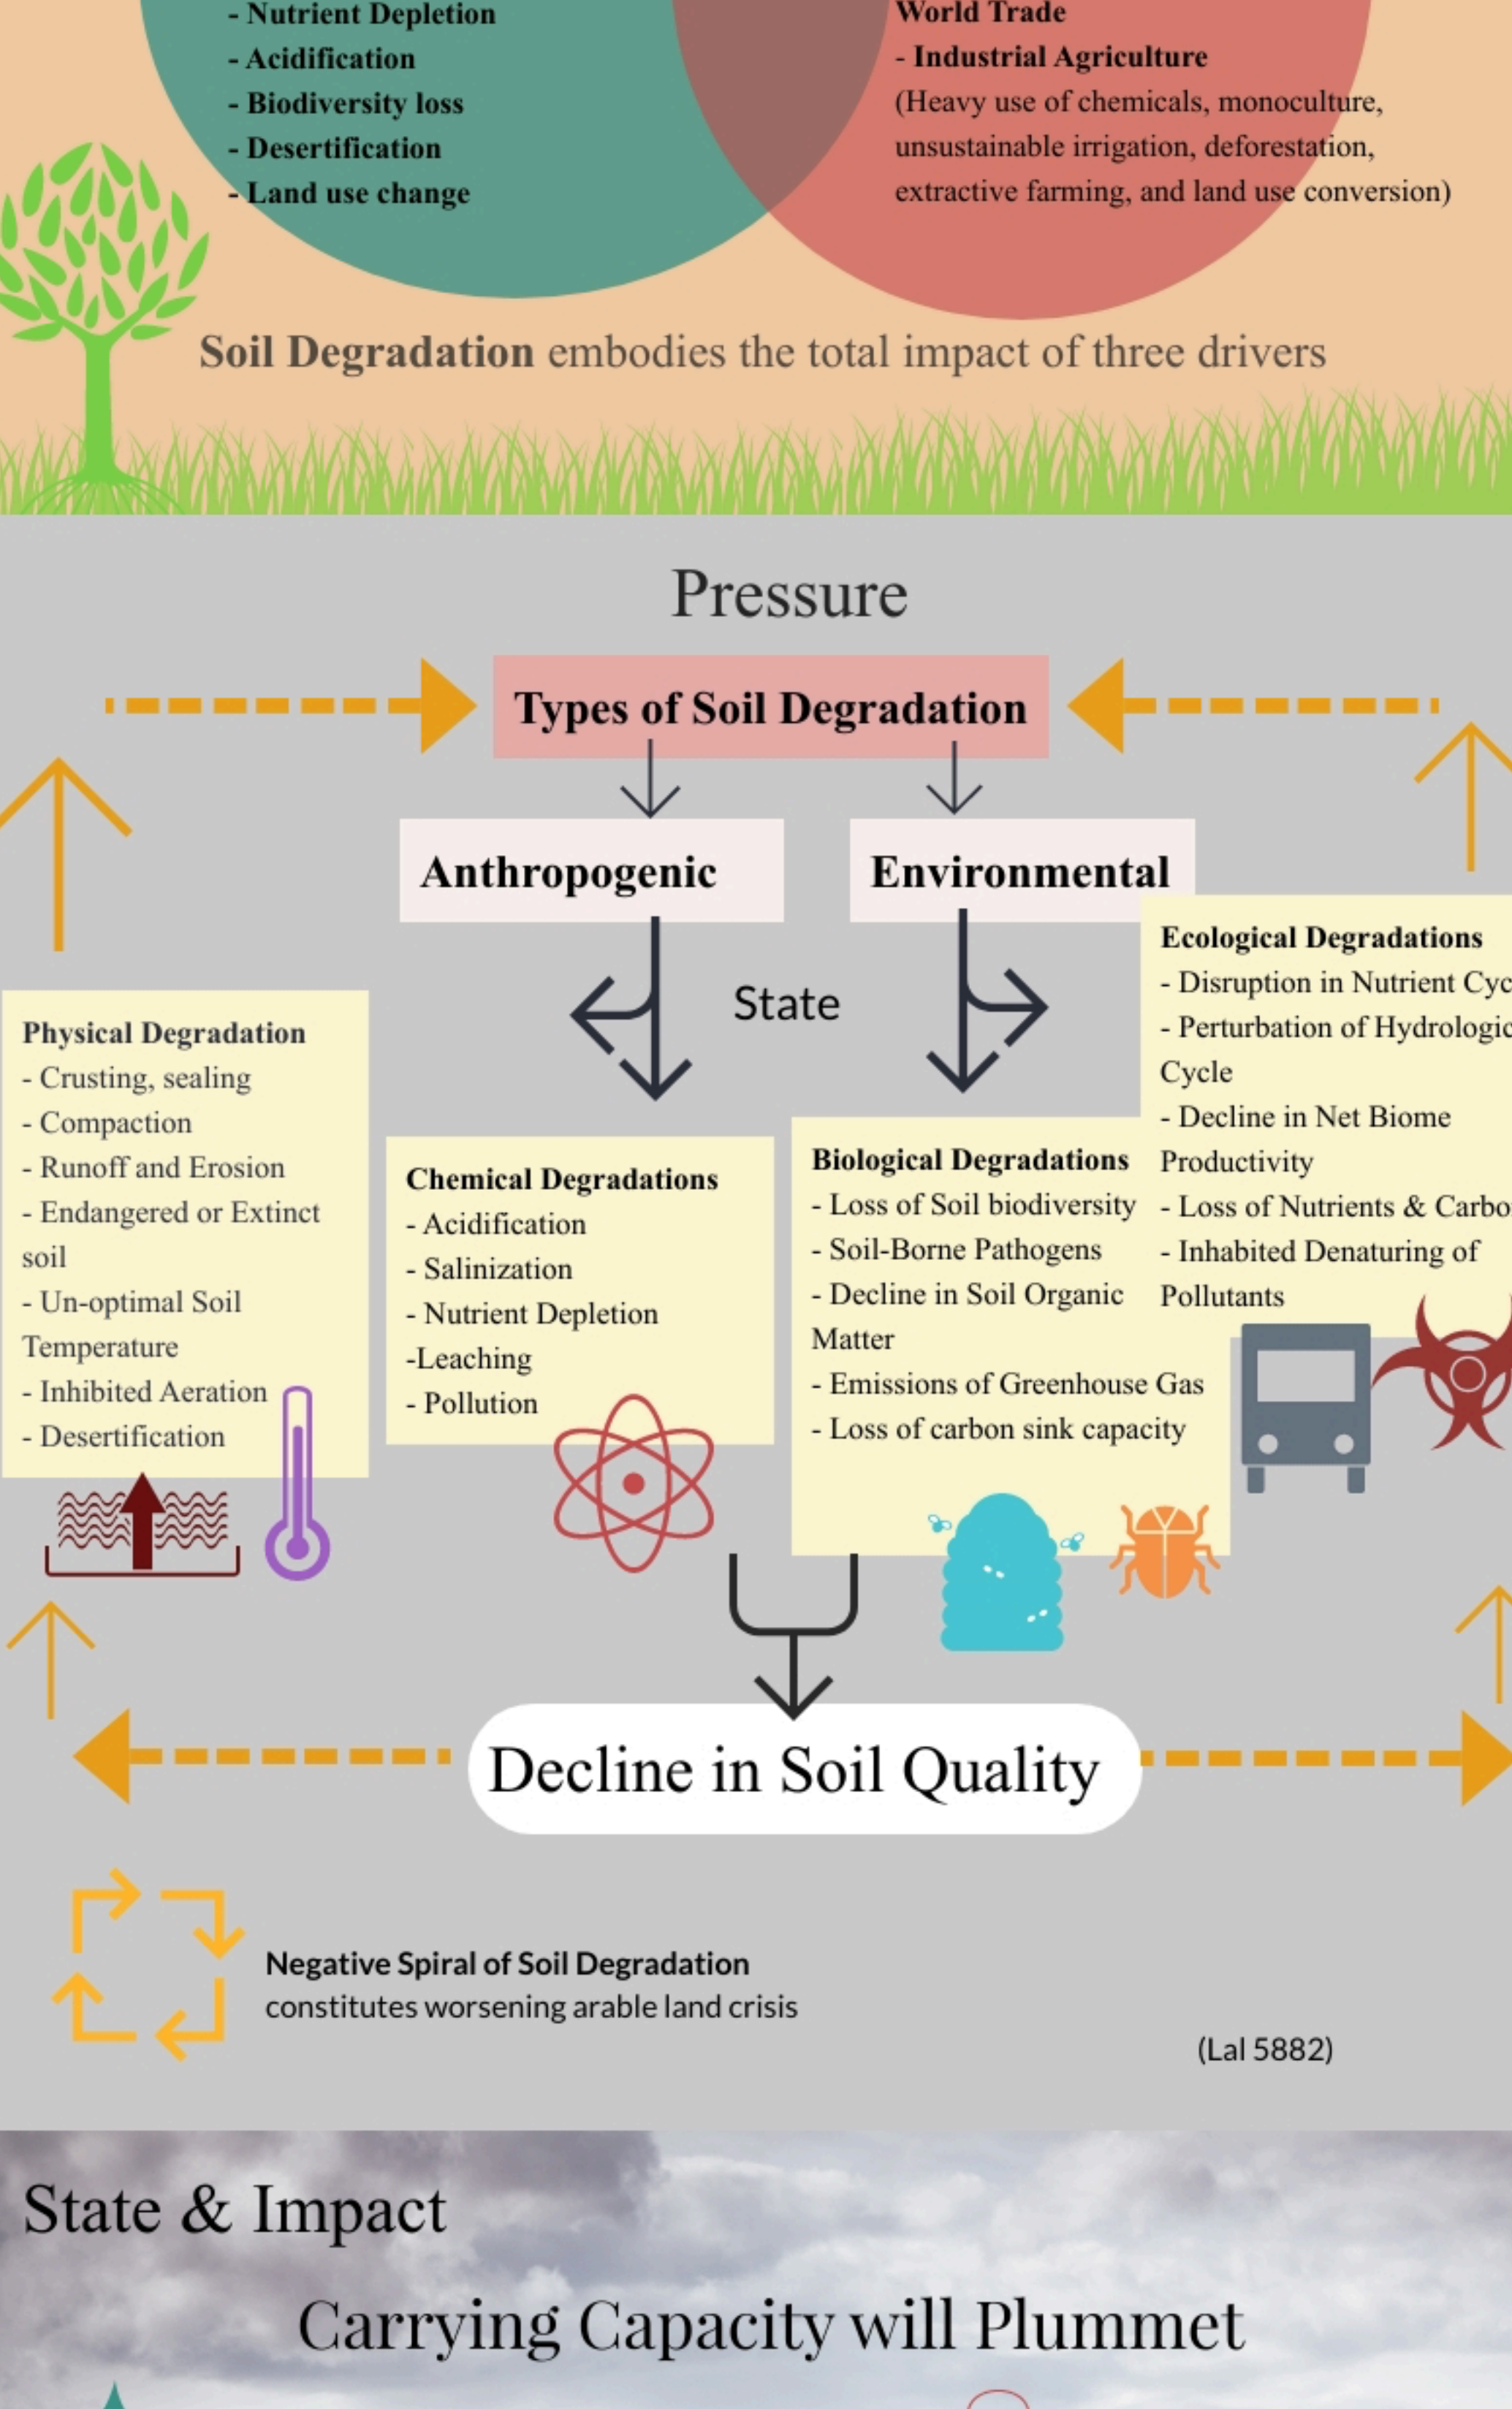 - Nutrient Depletion
- Acidification
- Biodiversity loss
- Desertification
- Land use change
World Trade
- Industrial Agriculture
(Heavy use of chemicals, monoculture,
unsustainable irrigation, deforestation,
extractive farming, and land use conversion)
Soil Degradation embodies the total impact of three drivers
Pressure
Types of Soil Degradation
Anthropogenic
Environmental
State
Physical Degradation
- Crusting, sealing
- Compaction
- Runoff and Erosion
- Endangered or Extinct
soil
- Un-optimal Soil
Temperature
- Inhibited Aeration
- Desertification
Chemical Degradations
- Acidification
- Salinization
- Nutrient Depletion
-Leaching
- Pollution
Biological Degradations
- Loss of Soil biodiversity
- Soil-Borne Pathogens
- Decline in Soil Organic
Matter
- Emissions of Greenhouse Gas
- Loss of carbon sink capacity
Ecological Degradations
- Disruption in Nutrient Cyc
- Perturbation of Hydrologic
Cycle
- Decline in Net Biome
Productivity
- Loss of Nutrients & Carbo
- Inhabited Denaturing of
Pollutants
Decline in Soil Quality
Negative Spiral of Soil Degradation
constitutes worsening arable land crisis
(Lal 5882)
State & Impact
Carrying Capacity will Plummet